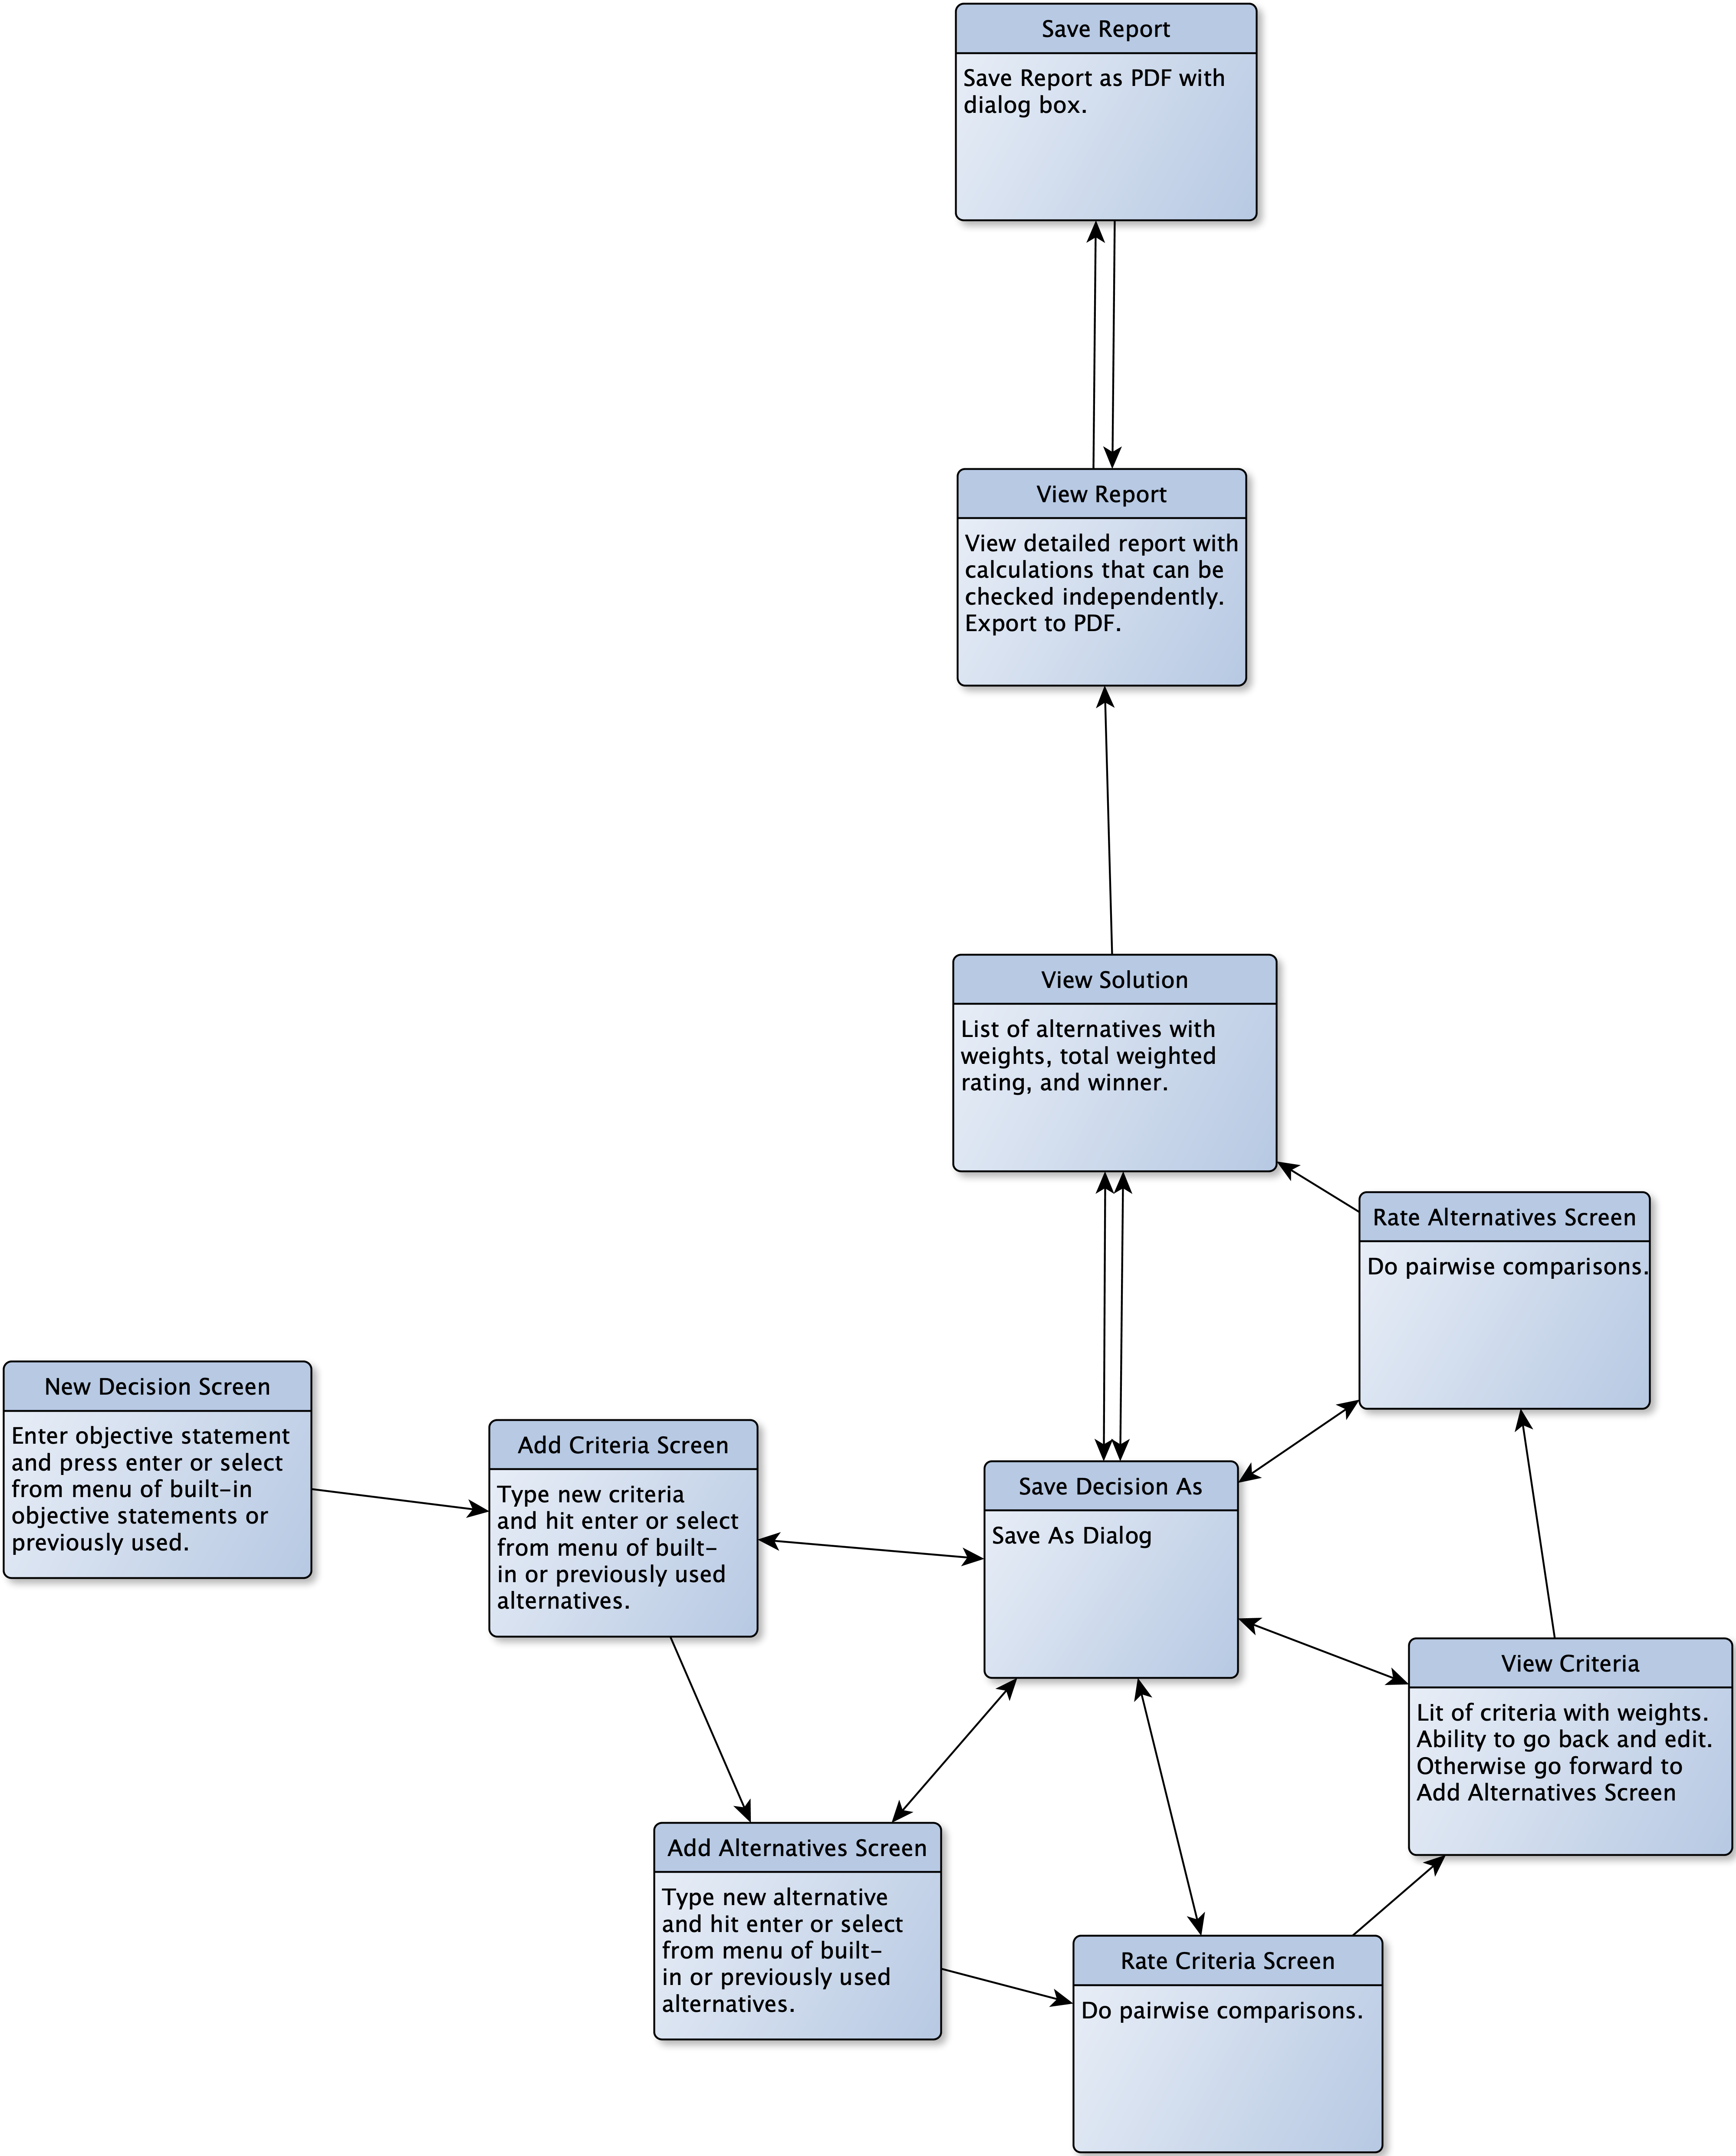 Save Report
Save Report as PDF with
dialog box.
View Report
View detailed report with
calculations that can be
checked independently.
Export to PDF.
View Solution
List of alternatives with
weights, total weighted
rating, and winner.
Rate Alternatives Screen
Do pairwise comparisons.
New Decision Screen
Enter objective statement
and press enter or select
from menu of built-in
objective statements or
previously used.
Add Criteria Screen
Type new criteria
and hit enter or select
from menu of built-
in or previously used
alternatives.
Save Decision As
Save As Dialog
View Criteria
Lit of criteria with weights.
Ability to go back and edit.
Otherwise go forward to
Add Alternatives Screen
Add Alternatives Screen
Type new alternative
and hit enter or select
from menu of built-
in or previously used
alternatives.
Rate Criteria Screen
Do pairwise comparisons.